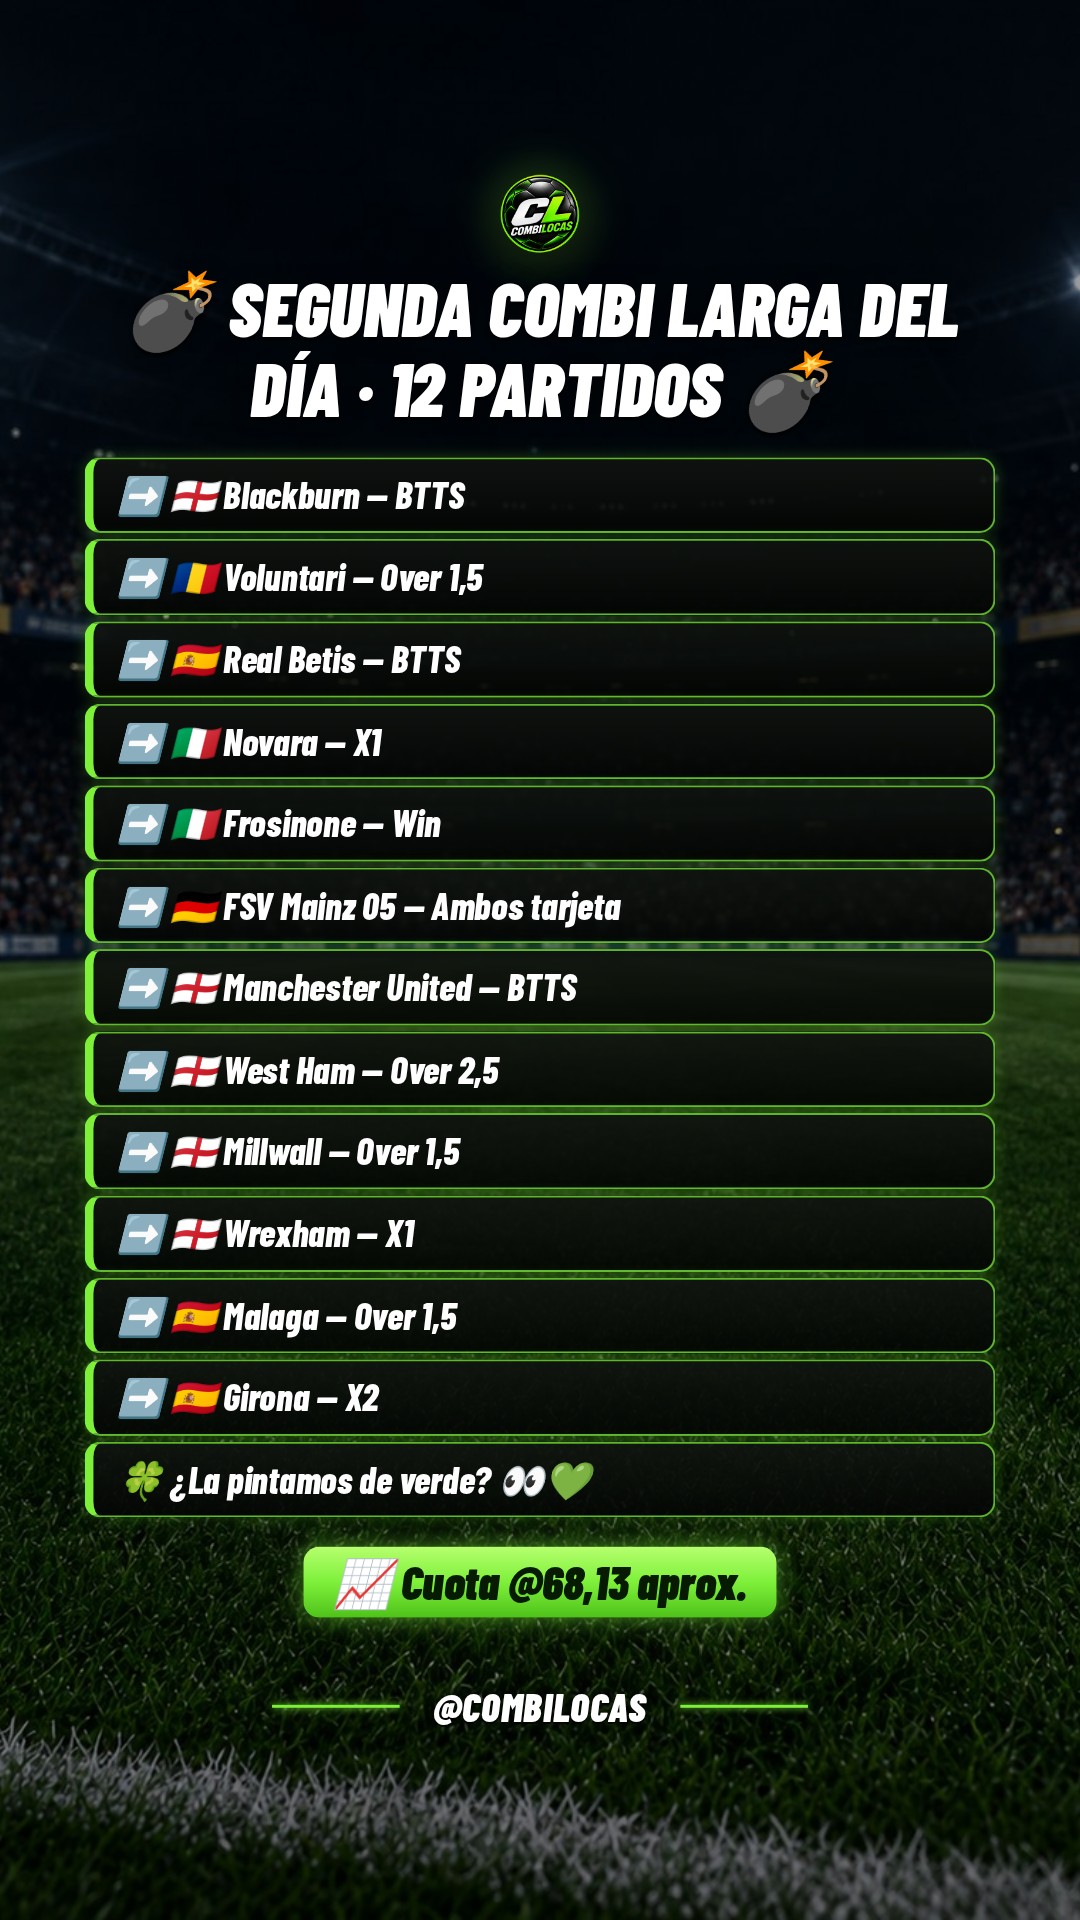 CL
COMBILOCAS
💣 SEGUNDA COMBI LARGA DEL
DÍA · 12 PARTIDOS 💣
➡️ 🏴󠁧󠁢󠁥󠁮󠁧󠁿 Blackburn – BTTS
➡️ 🇷🇴 Voluntari – Over 1,5
➡️ 🇪🇸 Real Betis – BTTS
➡️ 🇮🇹 Novara – X1
➡️ 🇮🇹 Frosinone – Win
➡️ 🇩🇪 FSV Mainz 05 – Ambos tarjeta
➡️ 🏴󠁧󠁢󠁥󠁮󠁧󠁿 Manchester United – BTTS
➡️ 🏴󠁧󠁢󠁥󠁮󠁧󠁿 West Ham – Over 2,5
➡️ 🏴󠁧󠁢󠁥󠁮󠁧󠁿 Millwall – Over 1,5
➡️ 🏴󠁧󠁢󠁥󠁮󠁧󠁿 Wrexham – X1
➡️ 🇪🇸 Malaga – Over 1,5
➡️ 🇪🇸 Girona – X2
🍀 ¿La pintamos de verde? 👀💚
📈 Cuota @68,13 aprox.
@COMBILOCAS